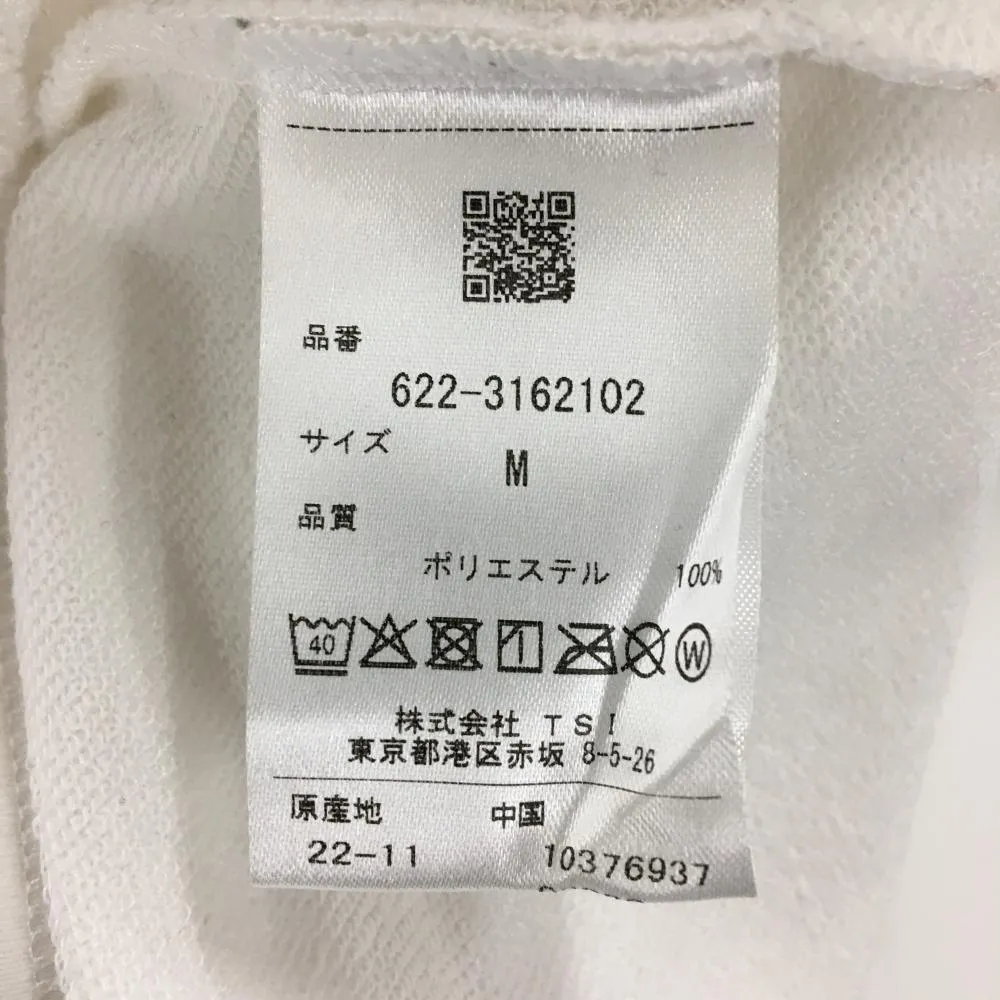 品番
622-3162102
サイズ
M
品質
ポリエステル 100%
40 W
株式会社 TSI
東京都港区赤坂 8-5-26
原産地 中国
22-11 10376937